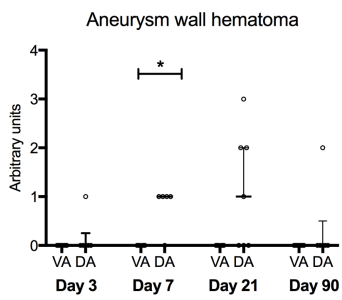 Aneurysm wall hematoma
Arbitrary units
4
3
2
1
0
*
VA DA VA DA VA DA VA DA
Day 3 Day 7 Day 21 Day 90